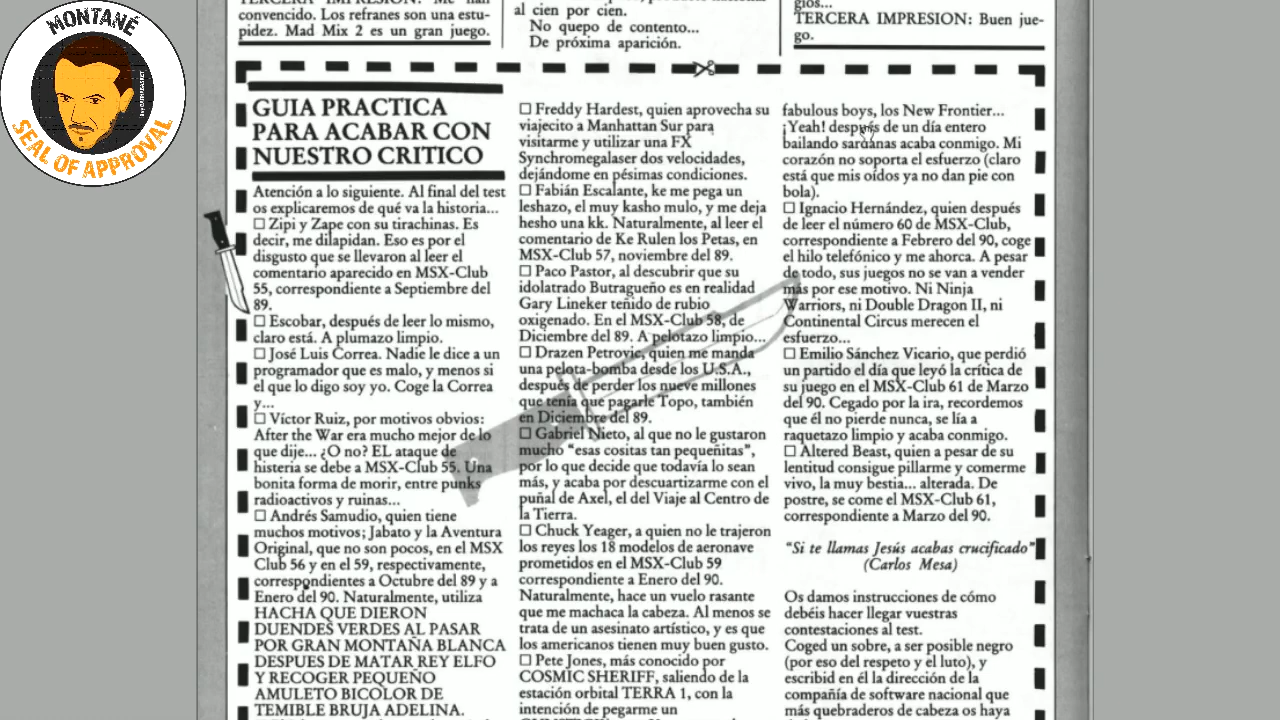 MONTANÉ
SEAL OF APPROVAL
convencido. Los refranes son una estu-
pidez. Mad Mix 2 es un gran juego.
al cien por cien.
No quepo de contento...
De próxima aparición.
gios...
TERCERA IMPRESION: Buen jue-
go.
GUIA PRACTICA
PARA ACABAR CON
NUESTRO CRITICO
Atención a lo siguiente. Al final del test
os explicaremos de qué va la historia...
□ Zipi y Zape con su tirachinas. Es
decir, me dilapidan. Eso es por el
disgusto que se llevaron al leer el
comentario aparecido en MSX-Club
55, correspondiente a Septiembre del
89.
□ Escobar, después de leer lo mismo,
claro está. A plumazo limpio.
□ José Luis Correa. Nadie le dice a un
programador que es malo, y menos si
el que lo digo soy yo. Coge la Correa
y...
□ Víctor Ruiz, por motivos obvios:
After the War era mucho mejor de lo
que dije... ¿O no? EL ataque de
histeria se debe a MSX-Club 55. Una
bonita forma de morir, entre punks
radioactivos y ruinas...
□ Andrés Samudio, quien tiene
muchos motivos; Jabato y la Aventura
Original, que no son pocos, en el MSX
Club 56 y en el 59, respectivamente,
correspondientes a Octubre del 89 y a
Enero del 90. Naturalmente, utiliza
HACHA QUE DIERON
DUENDES VERDES AL PASAR
POR GRAN MONTAÑA BLANCA
DESPUES DE MATAR REY ELFO
Y RECOGER PEQUEÑO
AMULETO BICOLOR DE
TEMIBLE BRUJA ADELINA.
□ Freddy Hardest, quien aprovecha su
viajecito a Manhattan Sur para
visitarme y utilizar una FX
Synchromegalaser dos velocidades,
dejándome en pésimas condiciones.
□ Fabián Escalante, ke me pega un
leshazo, el muy kasho mulo, y me deja
hesho una kk. Naturalmente, al leer el
comentario de Ke Rulen los Petas, en
MSX-Club 57, noviembre del 89.
□ Paco Pastor, al descubrir que su
idolatrado Butragueño es en realidad
Gary Lineker teñido de rubio
oxigenado. En el MSX-Club 58, de
Diciembre del 89. A pelotazo limpio...
□ Drazen Petrovic, quien me manda
una pelota-bomba desde los U.S.A.,
después de perder los nueve millones
que tenía que pagarle Topo, también
en Diciembre del 89.
□ Gabriel Nieto, al que no le gustaron
mucho "esas cositas tan pequeñitas",
por lo que decide que todavía lo sean
más, y acaba por descuartizarme con el
puñal de Axel, el del Viaje al Centro de
la Tierra.
□ Chuck Yeager, a quien no le trajeron
los reyes los 18 modelos de aeronave
prometidos en el MSX-Club 59
correspondiente a Enero del 90.
Naturalmente, hace un vuelo rasante
que me machaca la cabeza. Al menos se
trata de un asesinato artístico, y es que
los americanos tienen muy buen gusto.
□ Pete Jones, más conocido por
COSMIC SHERIFF, saliendo de la
estación orbital TERRA 1, con la
intención de pegarme un
fabulous boys, los New Frontier...
¡Yeah! después de un día entero
bailando sardanas acaba conmigo. Mi
corazón no soporta el esfuerzo (claro
está que mis oídos ya no dan pie con
bola).
□ Ignacio Hernández, quien después
de leer el número 60 de MSX-Club,
correspondiente a Febrero del 90, coge
el hilo telefónico y me ahorca. A pesar
de todo, sus juegos no se van a vender
más por ese motivo. Ni Ninja
Warriors, ni Double Dragon II, ni
Continental Circus merecen el
esfuerzo...
□ Emilio Sánchez Vicario, que perdió
un partido el día que leyó la crítica de
su juego en el MSX-Club 61 de Marzo
del 90. Cegado por la ira, recordemos
que él no pierde nunca, se lía a
raquetazo limpio y acaba conmigo.
□ Altered Beast, quien a pesar de su
lentitud consigue pillarme y comerme
vivo, la muy bestia... alterada. De
postre, se come el MSX-Club 61,
correspondiente a Marzo del 90.
"Si te llamas Jesús acabas crucificado"
(Carlos Mesa)
Os damos instrucciones de cómo
debéis hacer llegar vuestras
contestaciones al test.
Coged un sobre, a ser posible negro
(por eso del respeto y el luto), y
escribid en él la dirección de la
compañía de software nacional que
más quebraderos de cabeza os haya